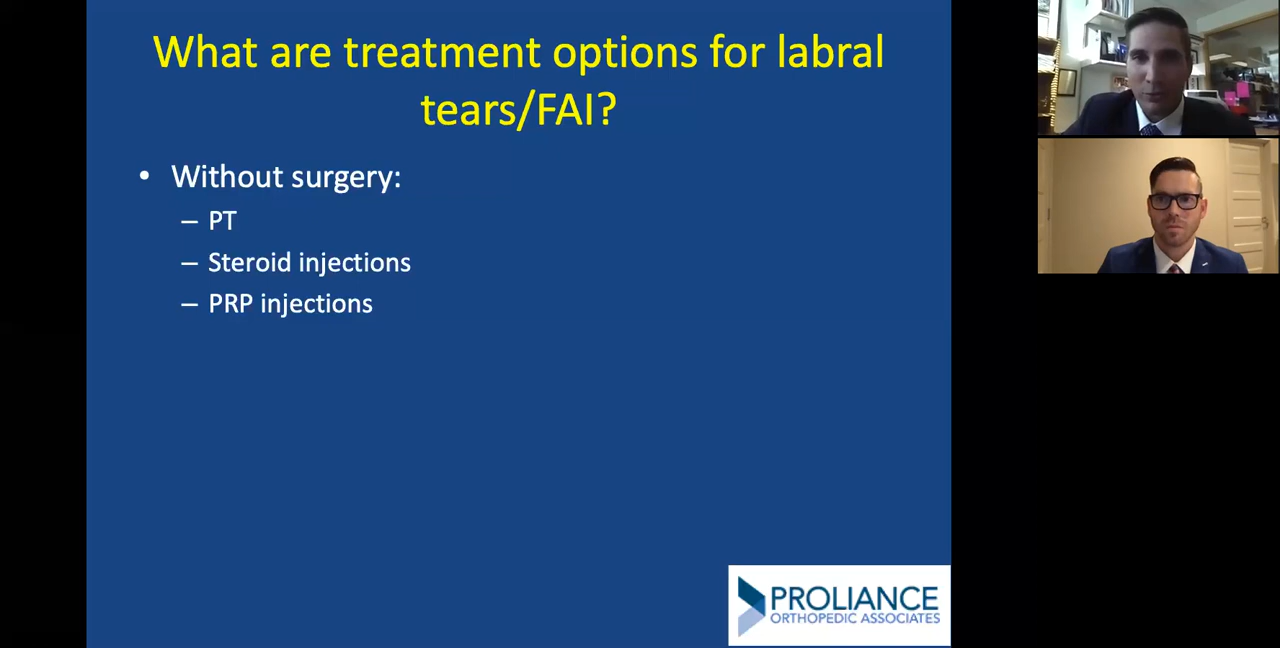 What are treatment options for labral
tears/FAI?
• Without surgery:
– PT
– Steroid injections
– PRP injections
PROLIANCE
ORTHOPEDIC ASSOCIATES